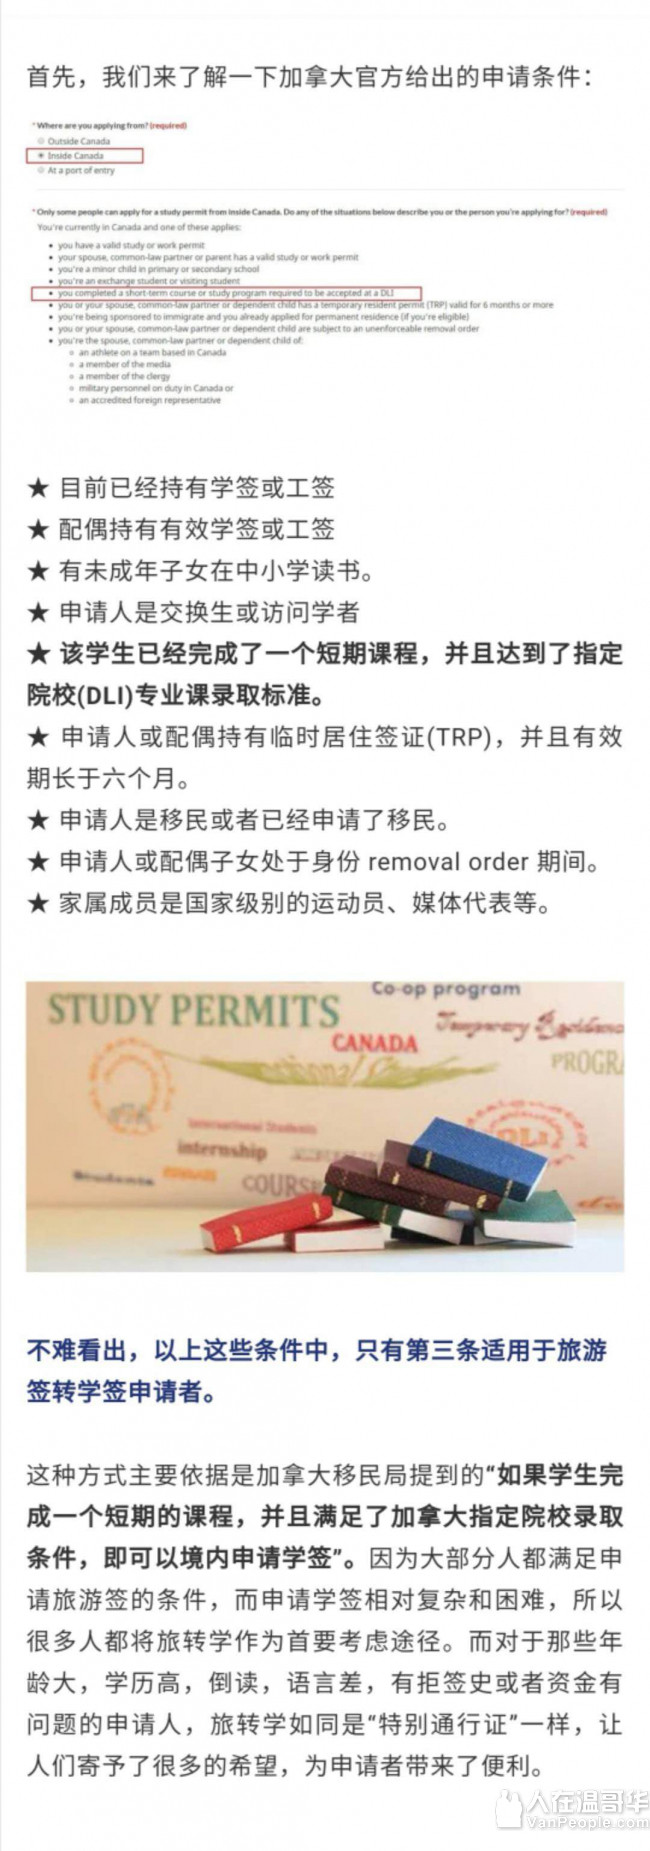 首先，我们来了解一下加拿大官方给出的申请条件：
* Where are you applying from? (required)
Outside Canada
Inside Canada
At a port of entry
* Only some people can apply for a study permit from inside Canada. Do any of the situations below describe you or the person you're applying for? (required)
You're currently in Canada and one of these applies:
• you have a valid study or work permit
• your spouse, common-law partner or parent has a valid study or work permit
• you're a minor child in primary or secondary school
• you're an exchange student or visiting student
• you completed a short-term course or study program required to be accepted at a DLI
• you or your spouse, common-law partner or dependent child has a temporary resident permit (TRP) valid for 6 months or more
• you're being sponsored to immigrate and you already applied for permanent residence (if you're eligible)
• you or your spouse, common-law partner or dependent child are subject to an unenforceable removal order
• you're the spouse, common-law partner or dependent child of:
an athlete on a team based in Canada
a member of the media
a member of the clergy
military personnel on duty in Canada or
an accredited foreign representative
★ 目前已经持有学签或工签
★ 配偶持有有效学签或工签
★ 有未成年子女在中小学读书。
★ 申请人是交换生或访问学者
★ 该学生已经完成了一个短期课程，并且达到了指定
院校(DLI)专业课录取标准。
★ 申请人或配偶持有临时居住签证(TRP)，并且有效
期长于六个月。
★ 申请人是移民或者已经申请了移民。
★ 申请人或配偶子女处于身份 removal order 期间。
★ 家属成员是国家级别的运动员、媒体代表等。
Co-op program
STUDY PERMITS
Temporary Residence
CANADA
PROGRA
International Students
DLI
internship
Students
COURSE
不难看出，以上这些条件中，只有第三条适用于旅游
签转学签申请者。
这种方式主要依据是加拿大移民局提到的“如果学生完
成一个短期的课程，并且满足了加拿大指定院校录取
条件，即可以境内申请学签”。因为大部分人都满足申
请旅游签的条件，而申请学签相对复杂和困难，所以
很多人都将旅转学作为首要考虑途径。而对于那些年
龄大，学历高，倒读，语言差，有拒签史或者资金有
问题的申请人，旅转学如同是“特别通行证”一样，让
人们寄予了很多的希望，为申请者带来了便利。
人在温哥华
VanPeople.com